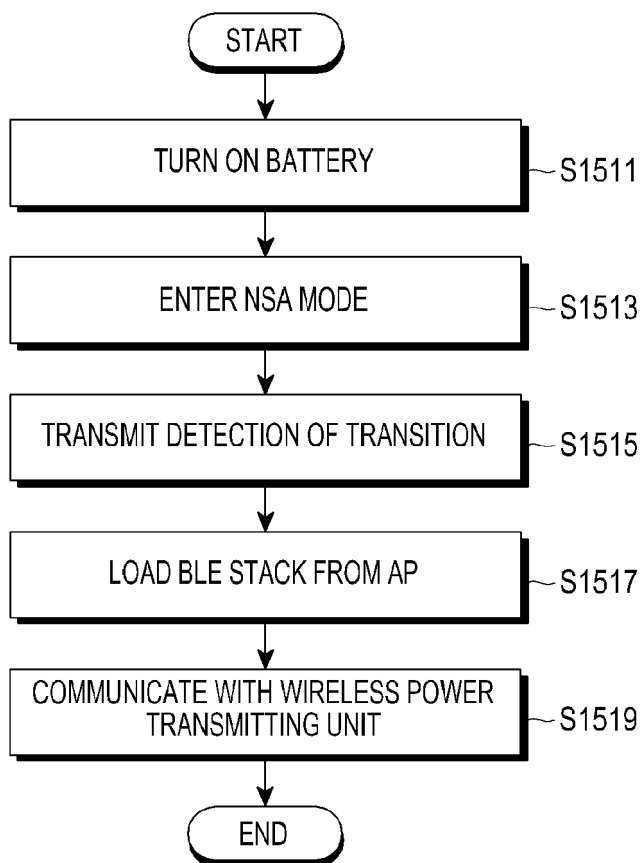 START
TURN ON BATTERY
S1511
ENTER NSA MODE
S1513
TRANSMIT DETECTION OF TRANSITION
S1515
LOAD BLE STACK FROM AP
S1517
COMMUNICATE WITH WIRELESS POWER
TRANSMITTING UNIT
S1519
END